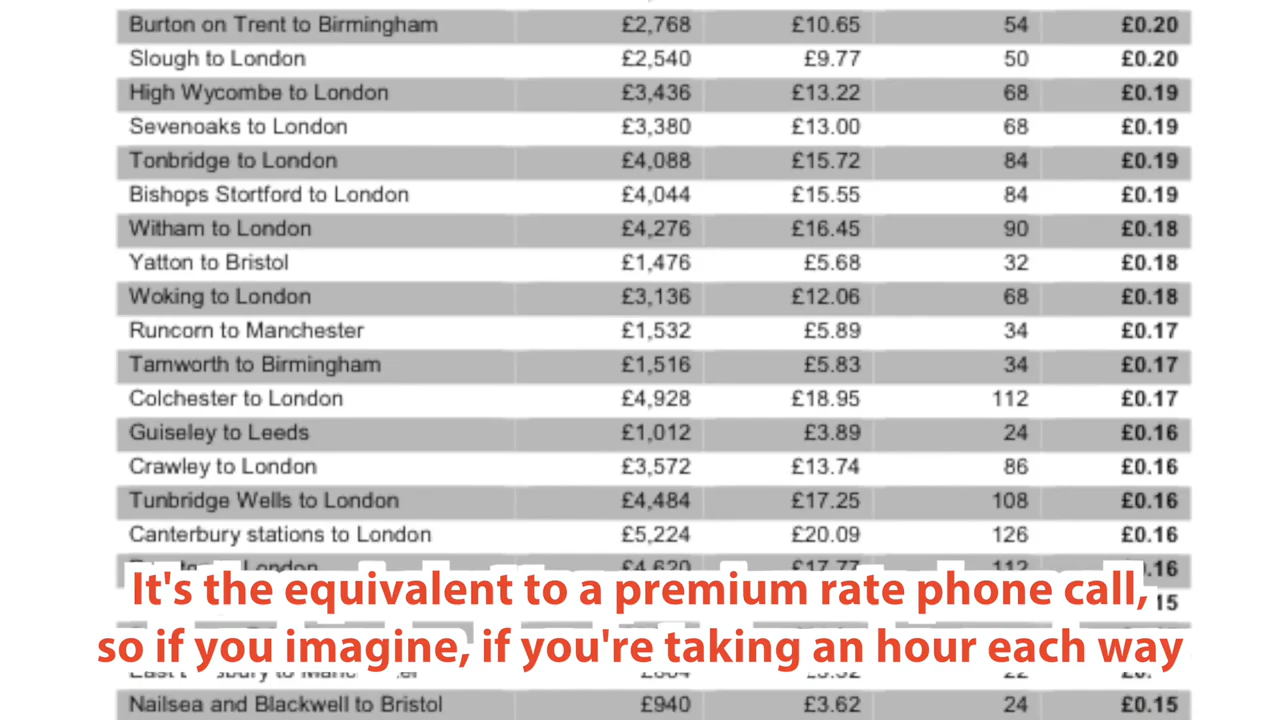 Burton on Trent to Birmingham £2,768 £10.65 54 £0.20
Slough to London £2,540 £9.77 50 £0.20
High Wycombe to London £3,436 £13.22 68 £0.19
Sevenoaks to London £3,380 £13.00 68 £0.19
Tonbridge to London £4,088 £15.72 84 £0.19
Bishops Stortford to London £4,044 £15.55 84 £0.19
Witham to London £4,276 £16.45 90 £0.18
Yatton to Bristol £1,476 £5.68 32 £0.18
Woking to London £3,136 £12.06 68 £0.18
Runcorn to Manchester £1,532 £5.89 34 £0.17
Tamworth to Birmingham £1,516 £5.83 34 £0.17
Colchester to London £4,928 £18.95 112 £0.17
Guiseley to Leeds £1,012 £3.89 24 £0.16
Crawley to London £3,572 £13.74 86 £0.16
Tunbridge Wells to London £4,484 £17.25 108 £0.16
Canterbury stations to London £5,224 £20.09 126 £0.16
London £4,620 £17.77 112 .16
It's the equivalent to a premium rate phone call,
15
so if you imagine, if you're taking an hour each way
Nailsea and Blackwell to Bristol £940 £3.62 24 £0.15